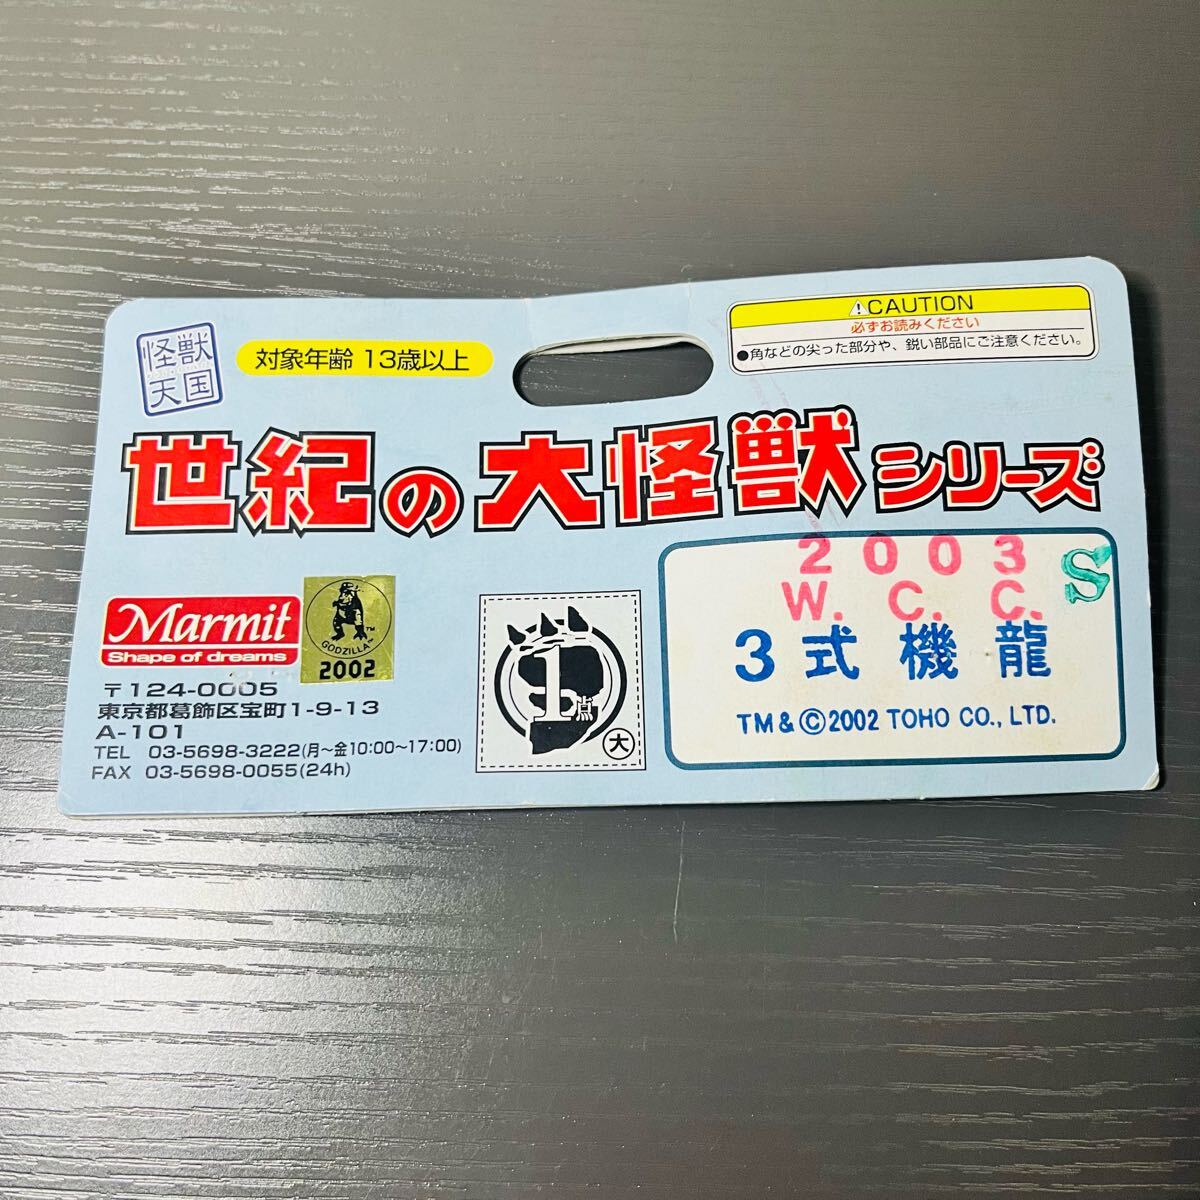 怪獣
天国
対象年齢 13歳以上
⚠CAUTION
必ずお読みください
●角などの尖った部分や、鋭い部品にご注意ください。
世紀の大怪獣シリーズ
Marmit
Shape of dreams
GODZILLA™
2002
〒124-0005
東京都葛飾区宝町1-9-13
A-101
TEL 03-5698-3222(月〜金10:00〜17:00)
FAX 03-5698-0055(24h)
1
点
大
2003
S
W. C. C.
3式機龍
TM & ©2002 TOHO CO., LTD.